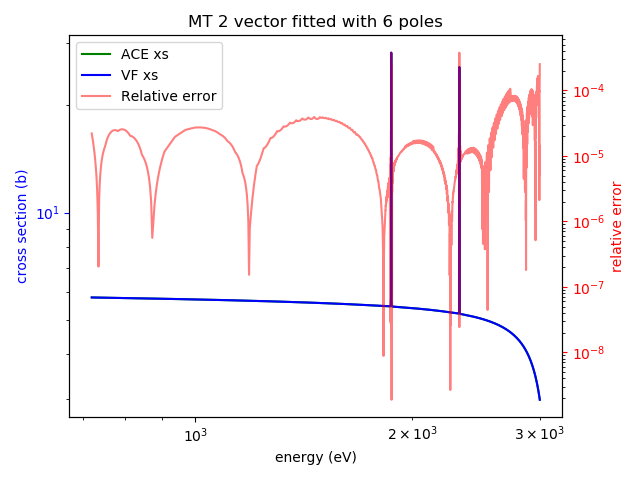 MT 2 vector fitted with 6 poles
ACE xs
VF xs
Relative error
cross section (b)
10¹
10⁻⁴
10⁻⁵
10⁻⁶
10⁻⁷
10⁻⁸
relative error
10³
2 × 10³
3 × 10³
energy (eV)